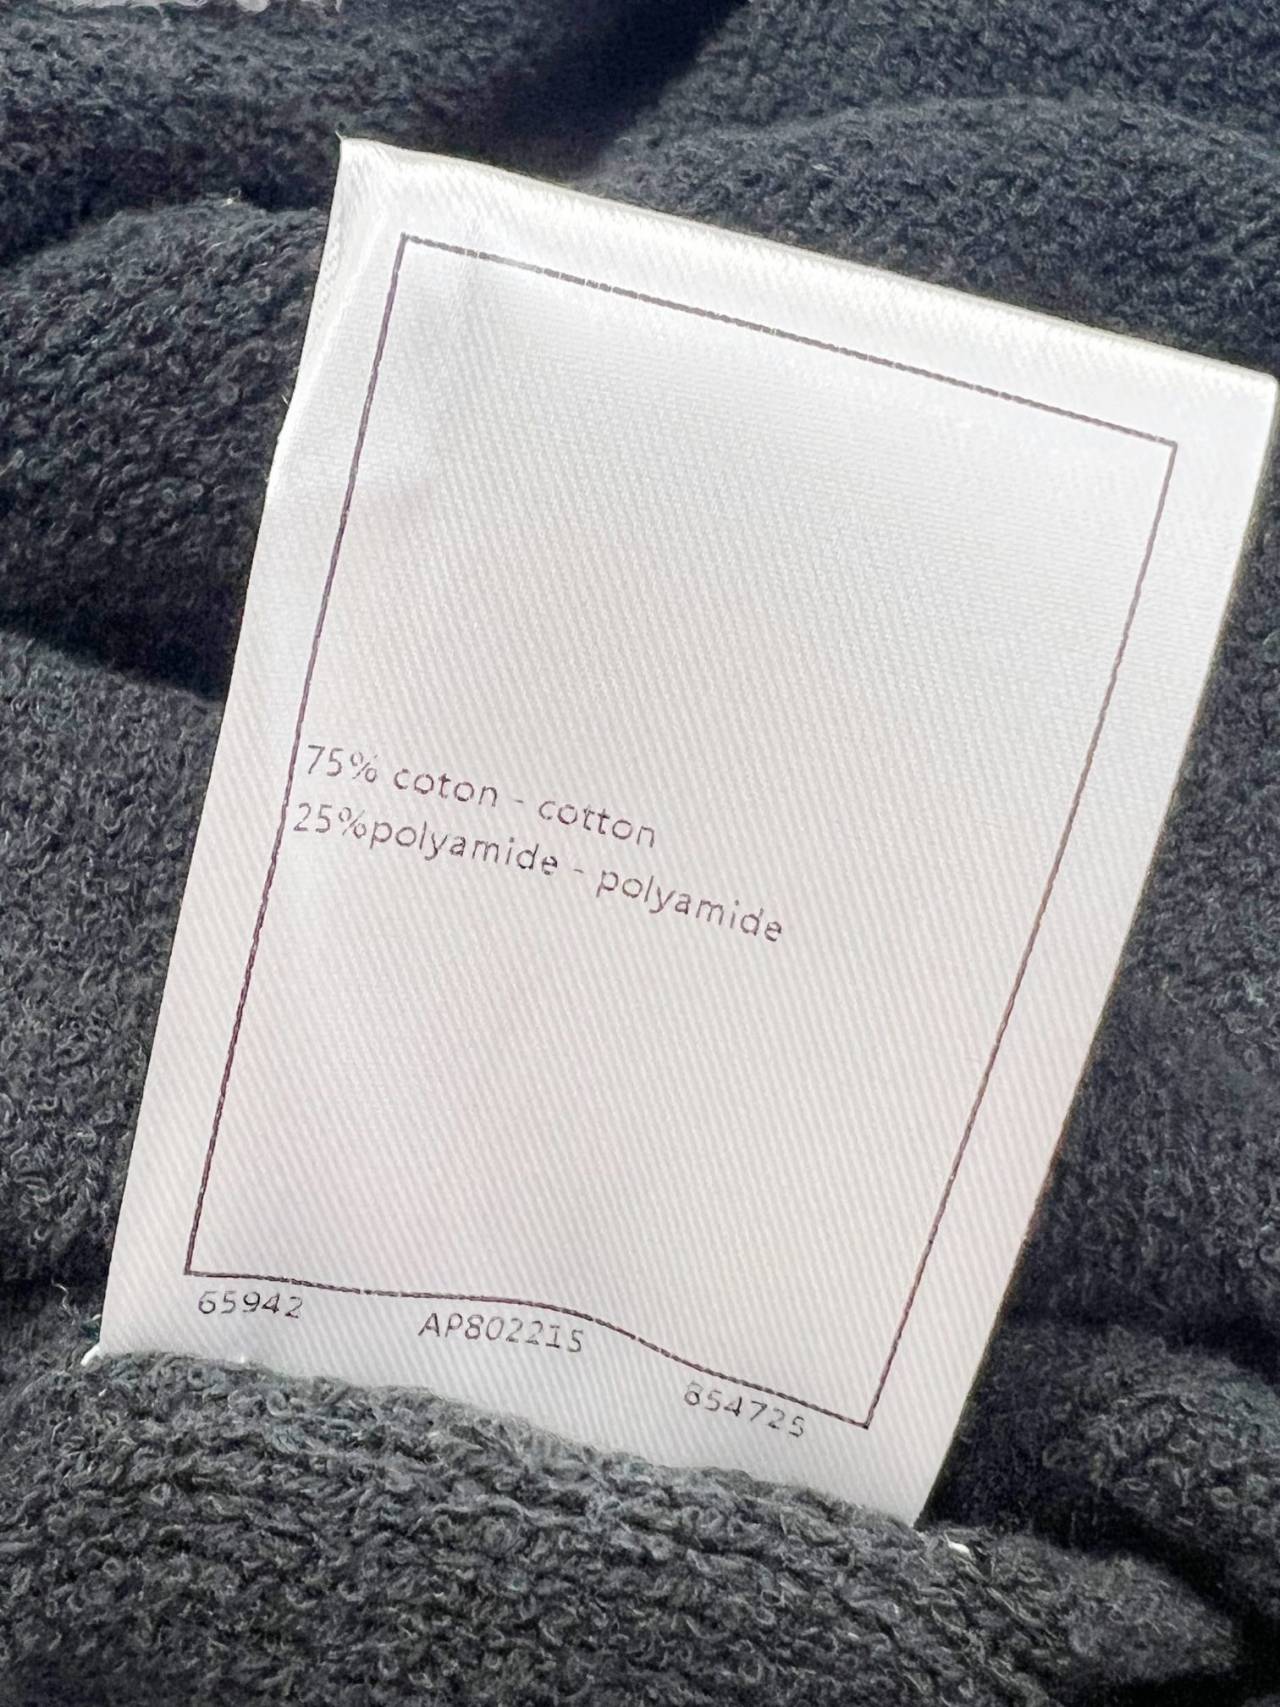 75% coton - cotton
25%polyamide - polyamide
65942 AP802215 854725